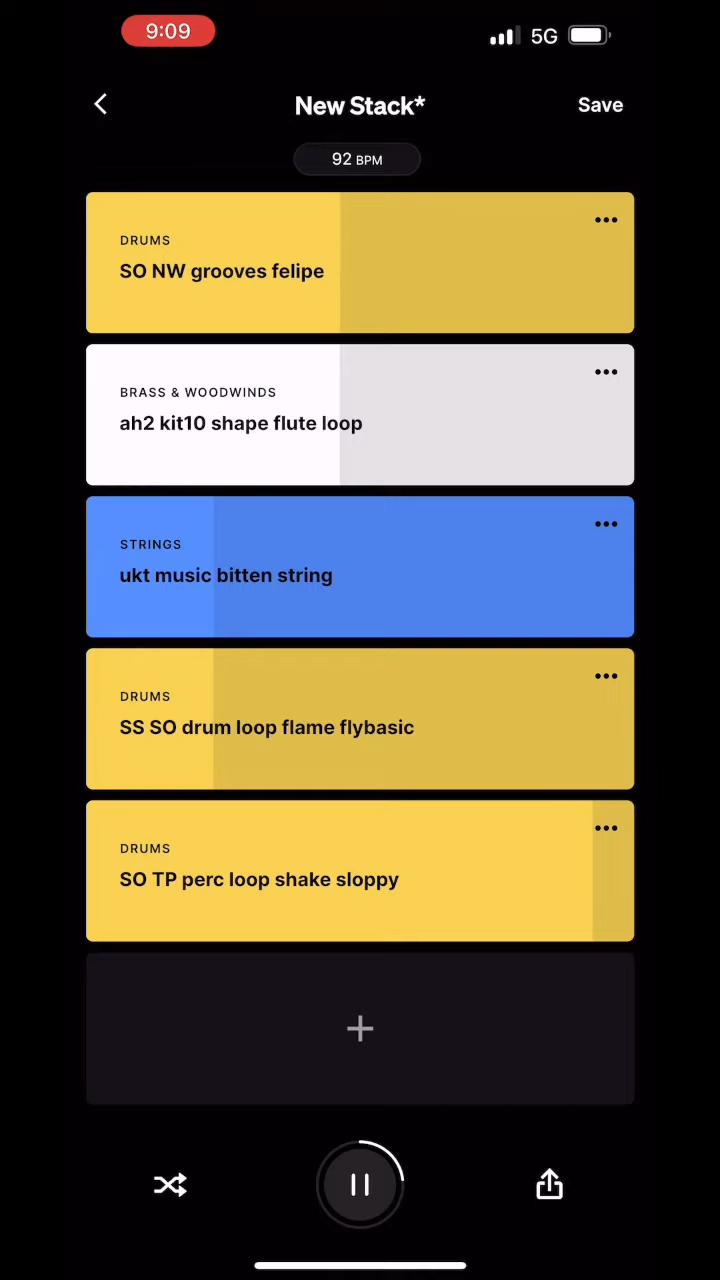 9:09
5G
New Stack*
Save
92 BPM
DRUMS
SO NW grooves felipe
BRASS & WOODWINDS
ah2 kit10 shape flute loop
STRINGS
ukt music bitten string
DRUMS
SS SO drum loop flame flybasic
DRUMS
SO TP perc loop shake sloppy